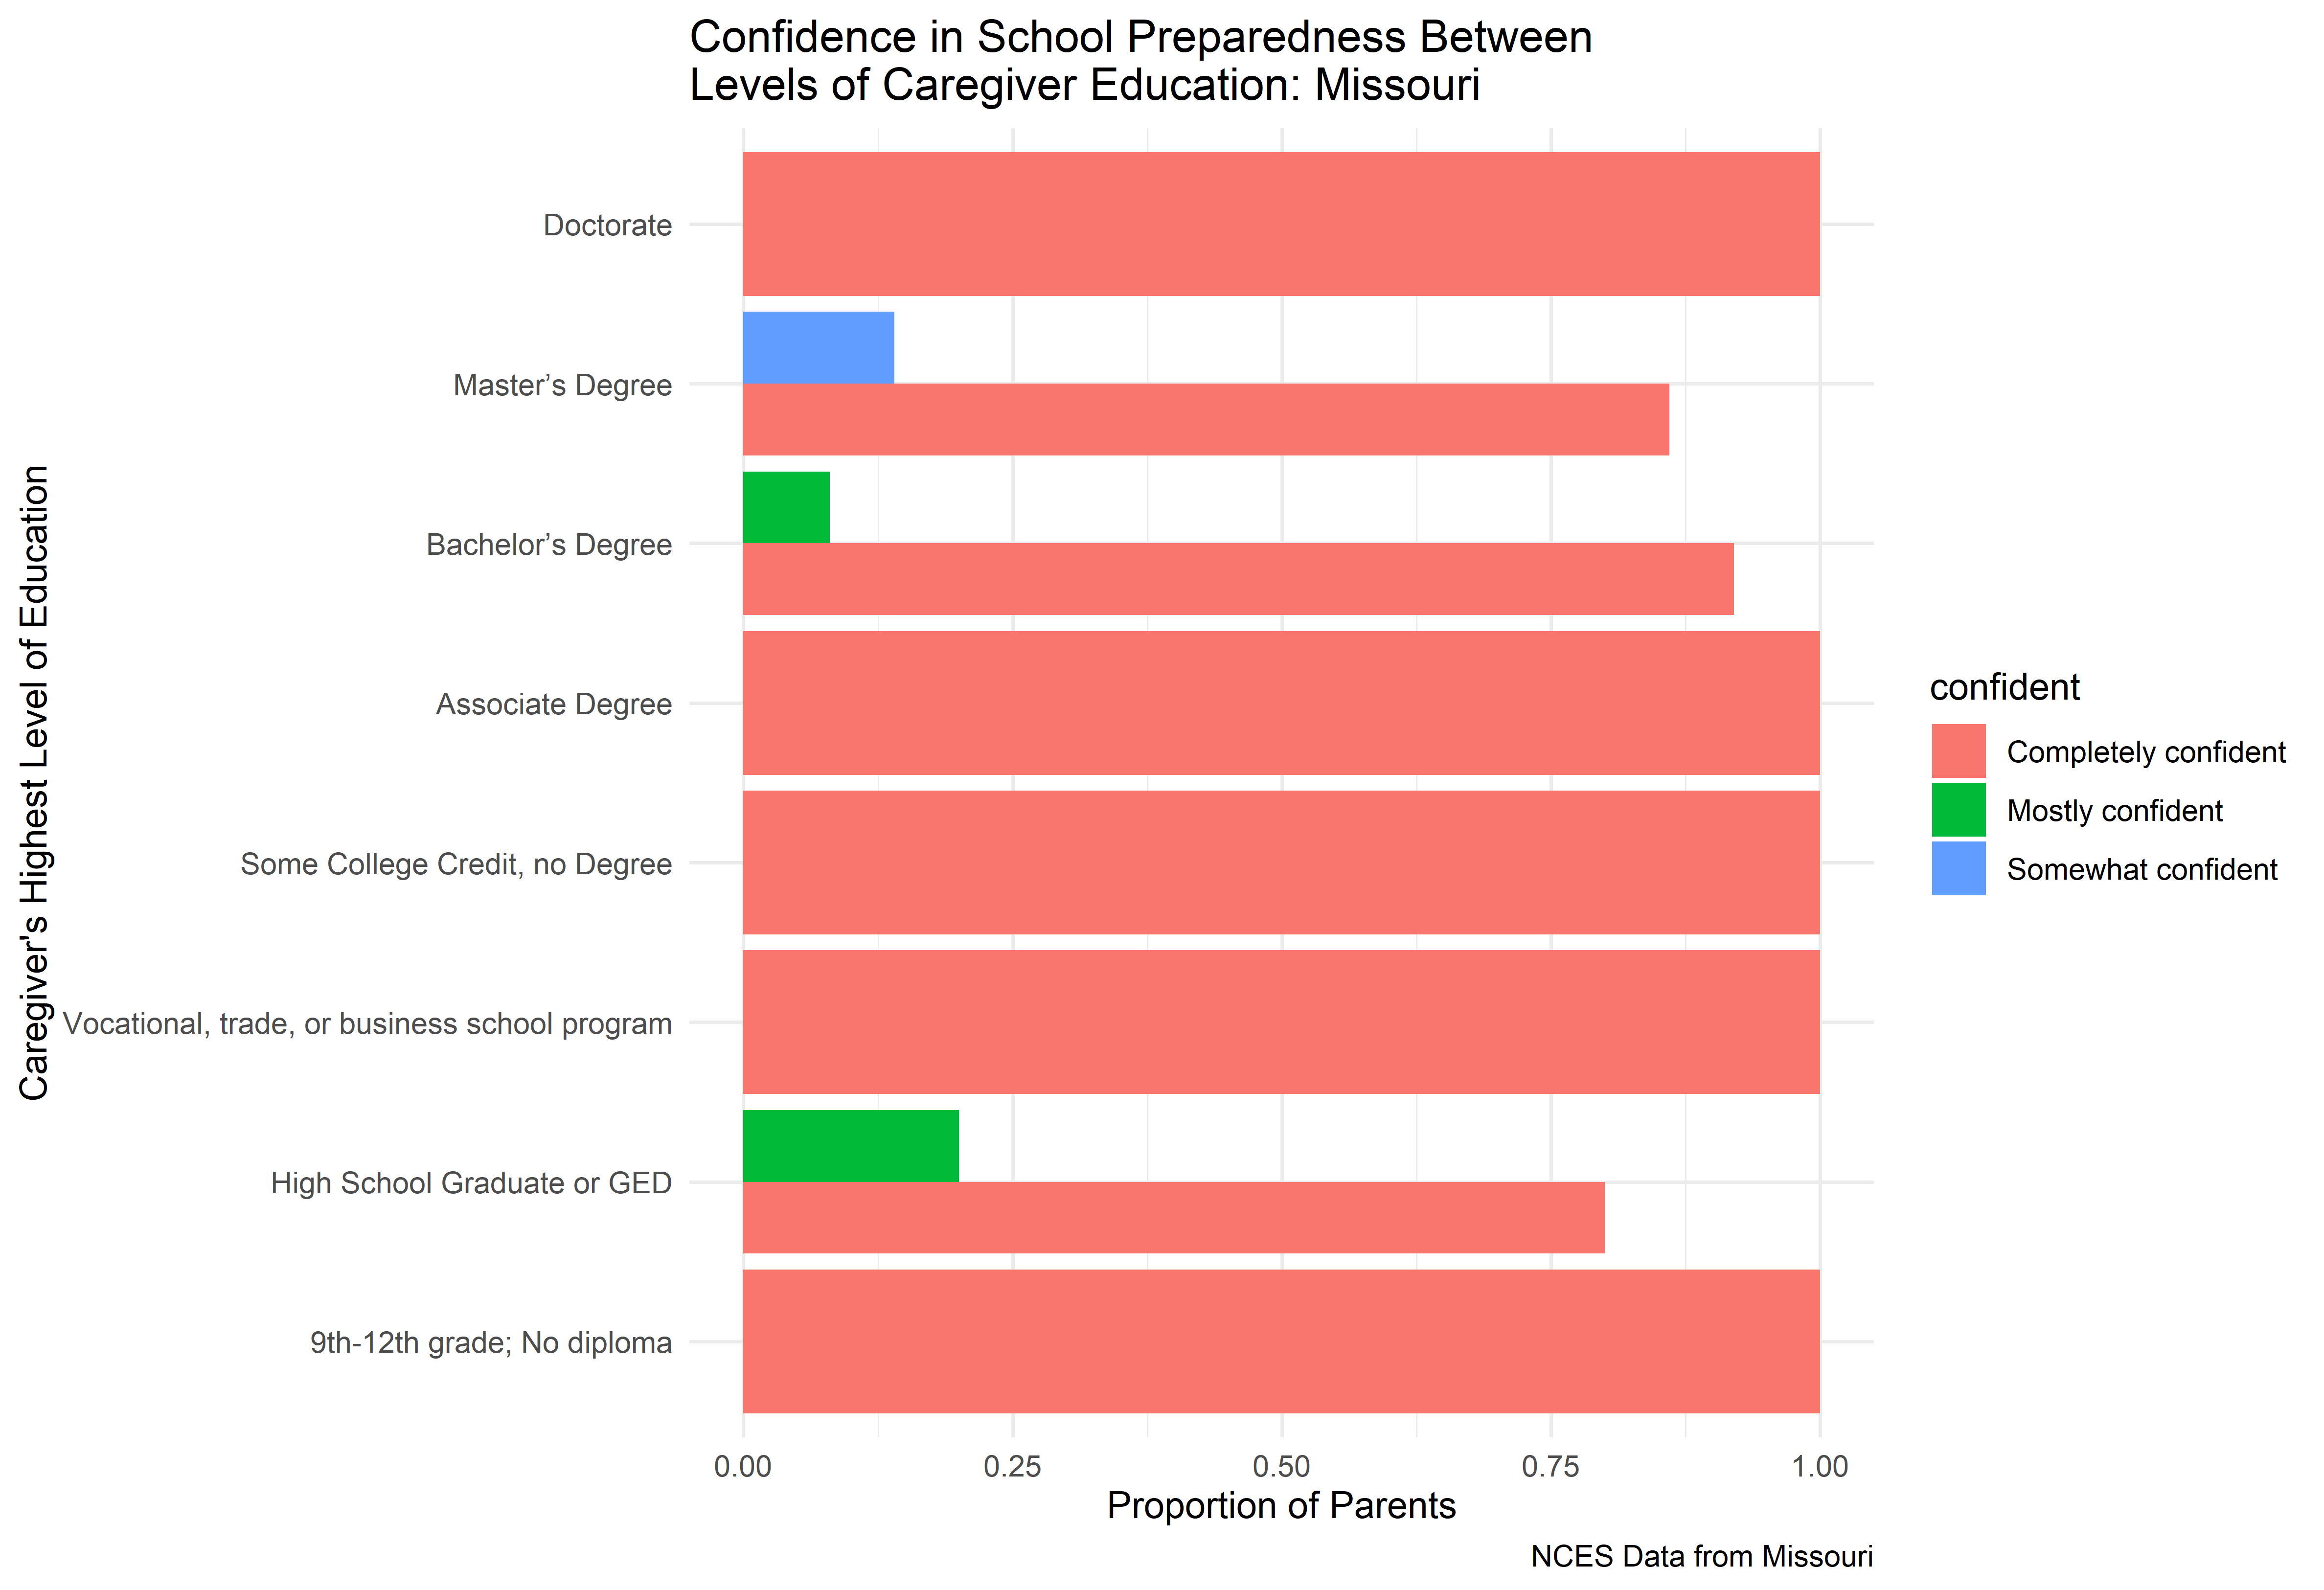 Confidence in School Preparedness Between
Levels of Caregiver Education: Missouri
Caregiver's Highest Level of Education
Doctorate
Master’s Degree
Bachelor’s Degree
Associate Degree
Some College Credit, no Degree
Vocational, trade, or business school program
High School Graduate or GED
9th-12th grade; No diploma
0.00 0.25 0.50 0.75 1.00
Proportion of Parents
confident
Completely confident
Mostly confident
Somewhat confident
NCES Data from Missouri